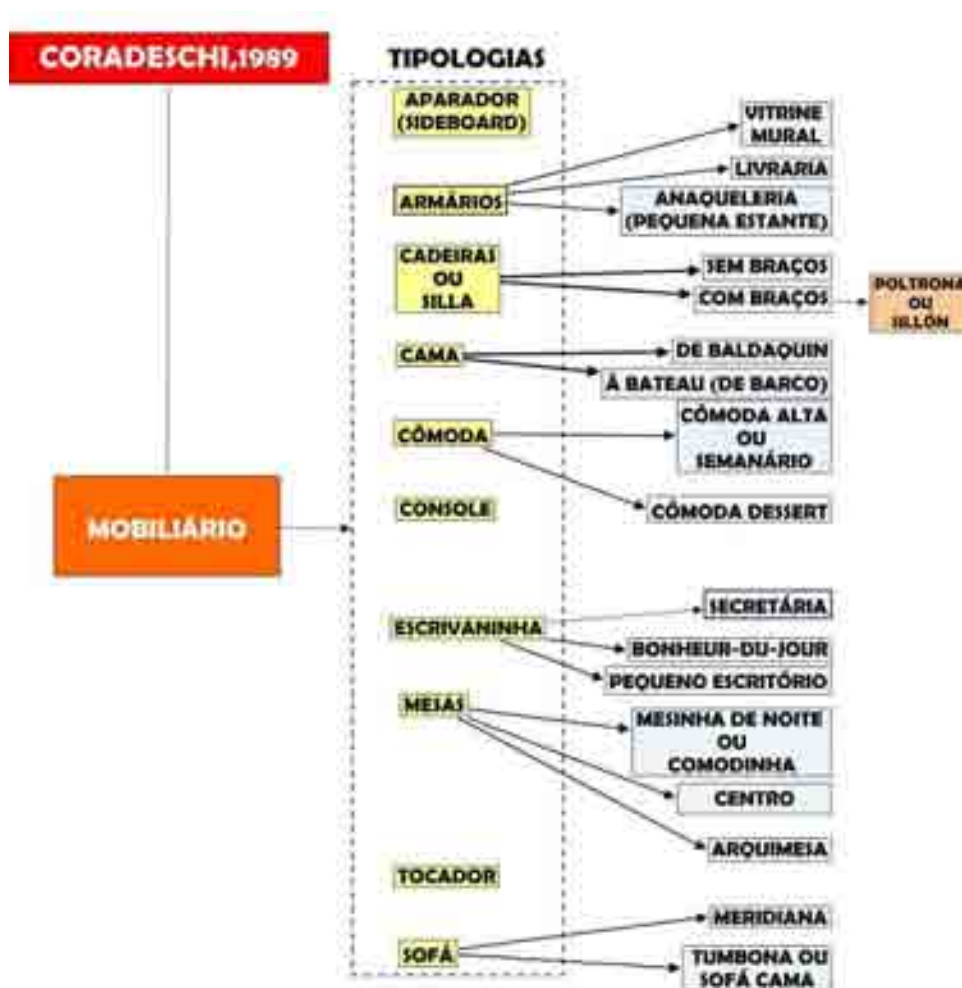 CORADESCHI,1989
TIPOLOGIAS
APARADOR
(SIDEBOARD)
VITRINE
MURAL
LIVRARIA
ARMÁRIOS
ANAQUELERIA
(PEQUENA ESTANTE)
CADEIRAS
OU
SILLA
SEM BRAÇOS
COM BRAÇOS
POLTRONA
OU
SILLÓN
CAMA
DE BALDAQUIN
À BATEAU (DE BARCO)
CÔMODA
CÔMODA ALTA
OU
SEMANÁRIO
CONSOLE
CÔMODA DESSERT
MOBILIÁRIO
ESCRIVANINHA
SECRETÁRIA
BONHEUR-DU-JOUR
PEQUENO ESCRITÓRIO
MESAS
MESINHA DE NOITE
OU
COMODINHA
CENTRO
ARQUIMESA
TOCADOR
MERIDIANA
SOFÁ
TUMBONA OU
SOFÁ CAMA